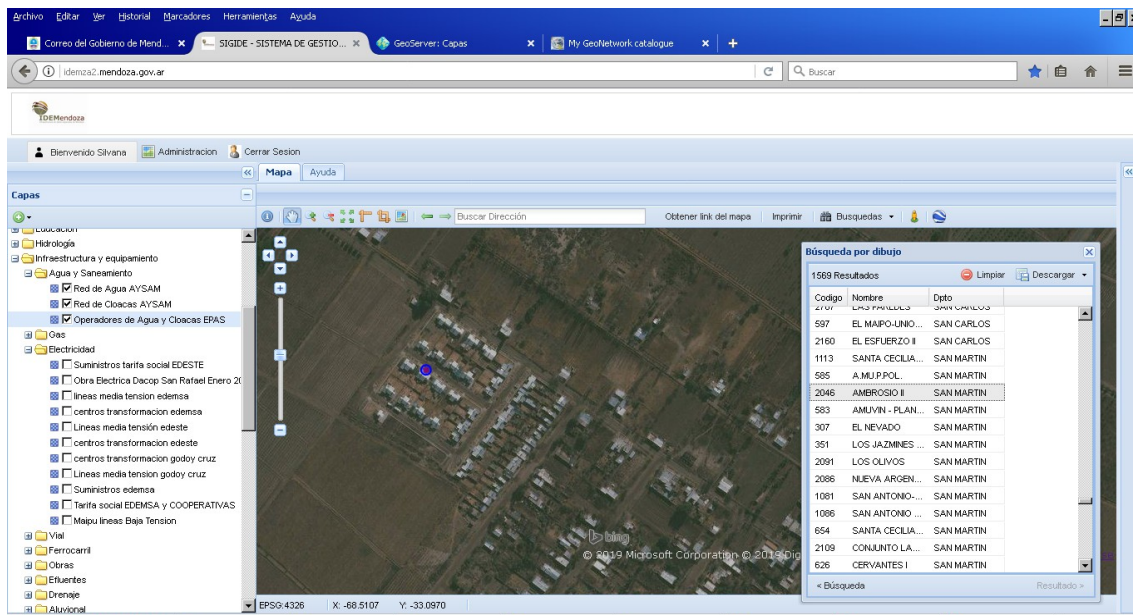 Archivo Editar Ver Historial Marcadores Herramientas Ayuda
Correo del Gobierno de Mend... SIGIDE - SISTEMA DE GESTIO... GeoServer: Capas My GeoNetwork catalogue
idemza2.mendoza.gov.ar Buscar
IDEMendoza
Bienvenido Silvana Administracion Cerrar Sesion
Mapa Ayuda
Capas
Buscar Dirección Obtener link del mapa Imprimir Busquedas
Educación
Hidrología
Infraestructura y equipamiento
Agua y Saneamiento
Red de Agua AYSAM
Red de Cloacas AYSAM
Operadores de Agua y Cloacas EPAS
Gas
Electricidad
Suministros tarifa social EDESTE
Obra Electrica Dacop San Rafael Enero 20
lineas media tension edemsa
centros transformacion edemsa
Lineas media tensión edeste
centros transformacion edeste
centros transformacion godoy cruz
Lineas media tension godoy cruz
Suministros edemsa
Tarifa social EDEMSA y COOPERATIVAS
Maipu lineas Baja Tension
Vial
Ferrocarril
Obras
Efluentes
Drenaje
Aluvional
bing
© 2019 Microsoft Corporation © 2019 Dig
EPSG:4326 X: -68.5107 Y: -33.0970
Búsqueda por dibujo
1569 Resultados Limpiar Descargar
Codigo Nombre Dpto
2767 LAS PAREDES SAN CARLOS
597 EL MAIPO-UNIO... SAN CARLOS
2160 EL ESFUERZO II SAN CARLOS
1113 SANTA CECILIA... SAN MARTIN
585 A.MU.P.POL. SAN MARTIN
2046 AMBROSIO II SAN MARTIN
583 AMUVIN - PLAN... SAN MARTIN
307 EL NEVADO SAN MARTIN
351 LOS JAZMINES ... SAN MARTIN
2091 LOS OLIVOS SAN MARTIN
2086 NUEVA ARGEN... SAN MARTIN
1081 SAN ANTONIO-... SAN MARTIN
1086 SAN ANTONIO ... SAN MARTIN
654 SANTA CECILIA... SAN MARTIN
2109 CONJUNTO LA... SAN MARTIN
626 CERVANTES I SAN MARTIN
« Búsqueda Resultado »